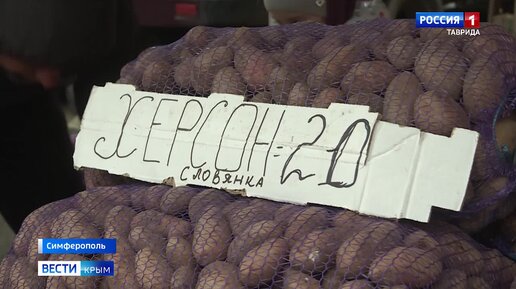 РОССИЯ 1
ТАВРИДА
ХЕРСОН=20
СЛОВЯНКА
Симферополь
ВЕСТИ КРЫМ